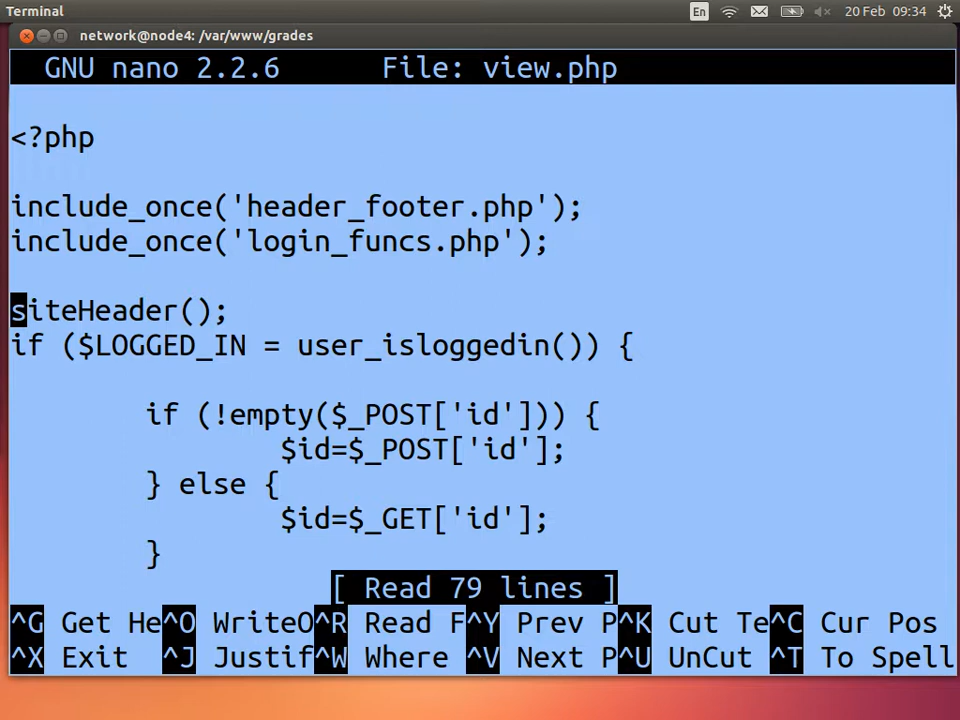 Terminal En 20 Feb 09:34
network@node4: /var/www/grades
GNU nano 2.2.6 File: view.php
<?php
include_once('header_footer.php');
include_once('login_funcs.php');
siteHeader();
if ($LOGGED_IN = user_isloggedin()) {
if (!empty($_POST['id'])) {
$id=$_POST['id'];
} else {
$id=$_GET['id'];
}
[ Read 79 lines ]
^G Get He^O WriteO^R Read F^Y Prev P^K Cut Te^C Cur Pos
^X Exit ^J Justif^W Where ^V Next P^U UnCut ^T To Spell